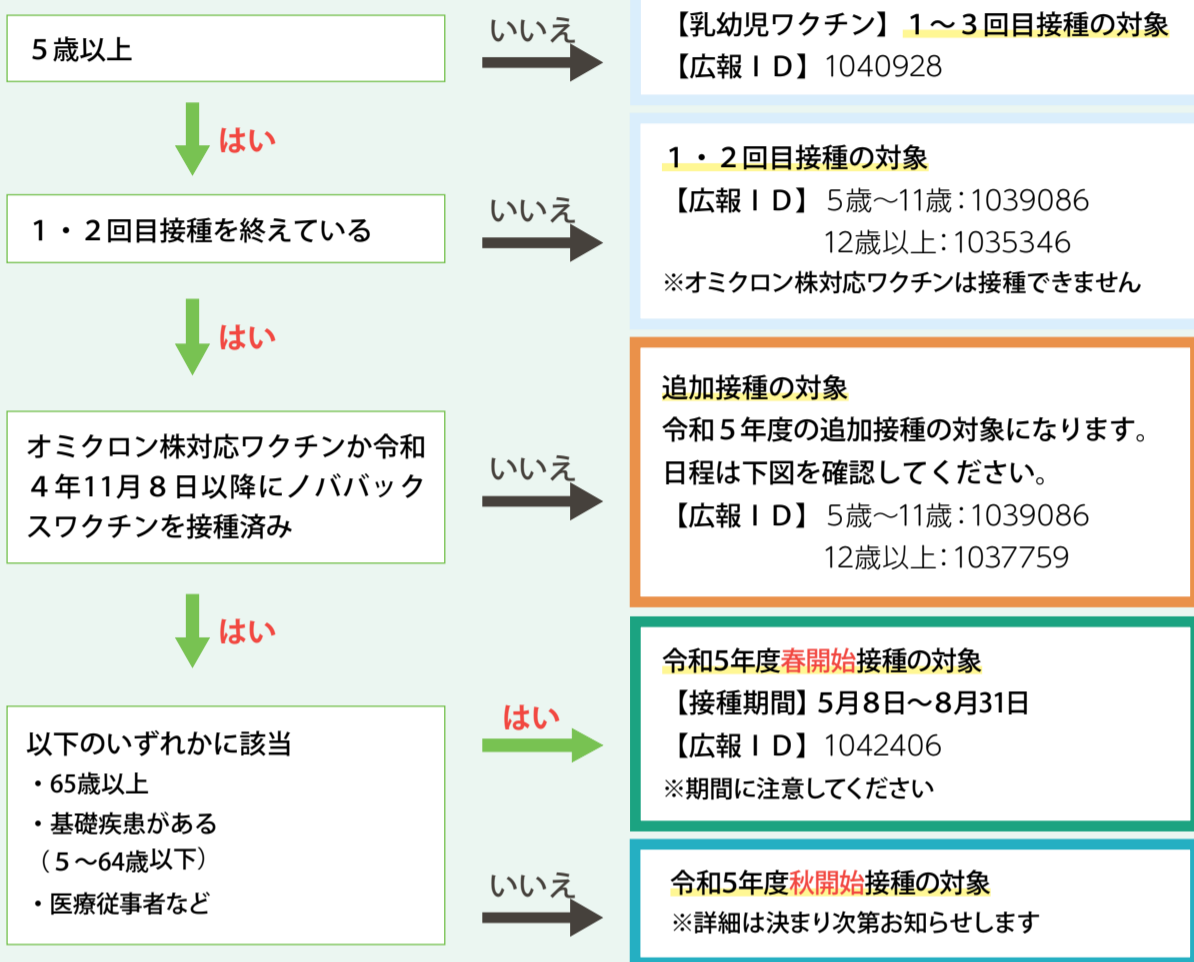 5歳以上
いいえ
【乳幼児ワクチン】１～３回目接種の対象
【広報ＩＤ】1040928
はい
１・２回目接種を終えている
いいえ
１・２回目接種の対象
【広報ＩＤ】5歳～11歳：1039086
12歳以上：1035346
※オミクロン株対応ワクチンは接種できません
はい
オミクロン株対応ワクチンか令和
４年11月８日以降にノババック
スワクチンを接種済み
いいえ
追加接種の対象
令和５年度の追加接種の対象になります。
日程は下図を確認してください。
【広報ＩＤ】5歳～11歳：1039086
12歳以上：1037759
はい
以下のいずれかに該当
・65歳以上
・基礎疾患がある
（５～64歳以下）
・医療従事者など
はい
令和5年度春開始接種の対象
【接種期間】5月8日～8月31日
【広報ＩＤ】1042406
※期間に注意してください
いいえ
令和5年度秋開始接種の対象
※詳細は決まり次第お知らせします